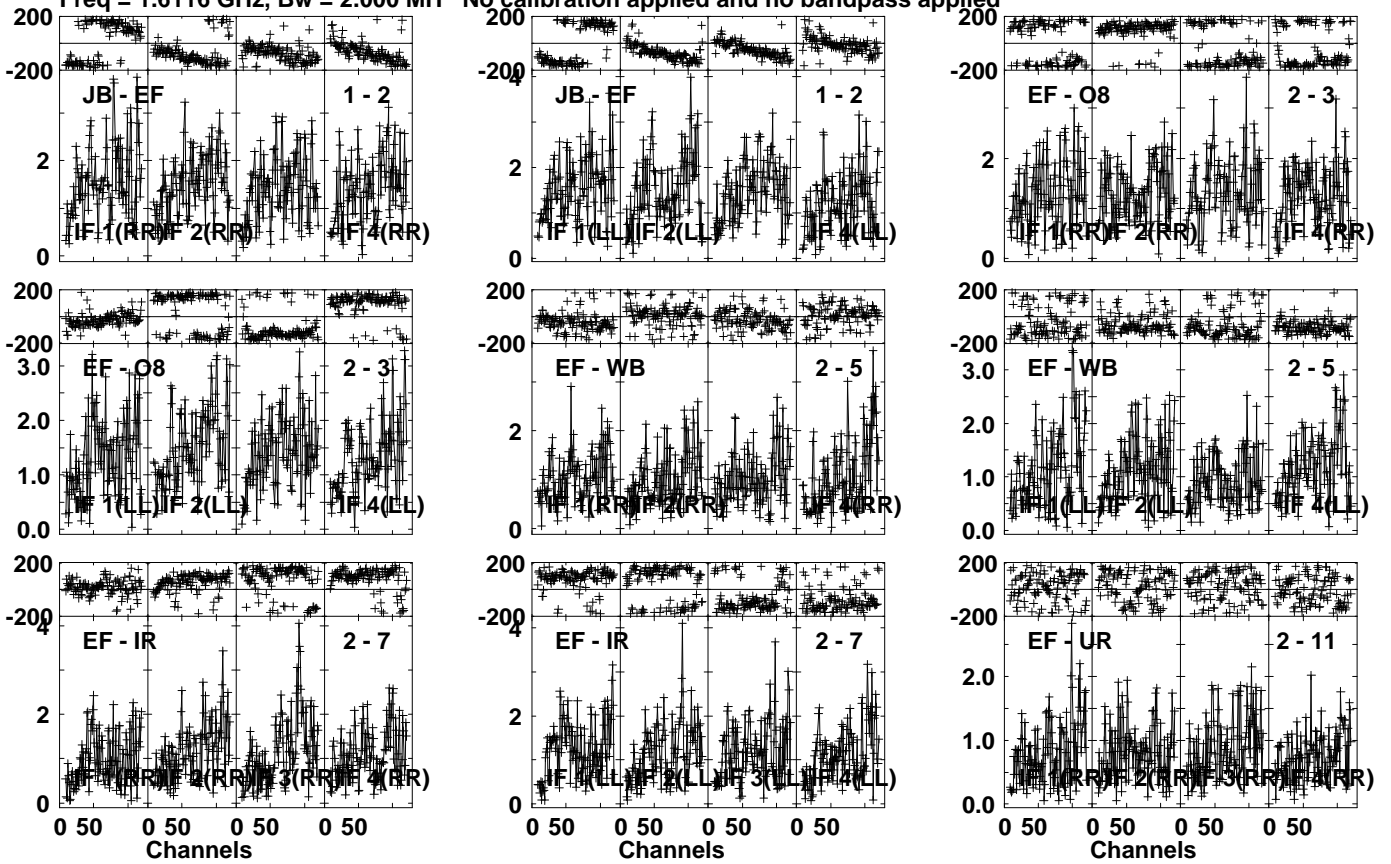 Freq = 1.6116 GHz, Bw = 2.000 MH No calibration applied and no bandpass applied
200
-200
JB - EF 1 - 2
2
0
IF 1(RR) IF 2(RR) IF 4(RR)
4
JB - EF 1 - 2
2
0
IF 1(LL) IF 2(LL) IF 4(LL)
200
-200
EF - O8 2 - 3
2
0
IF 1(RR) IF 2(RR) IF 4(RR)
200
-200
3.0
2.0
1.0
0.0
EF - O8 2 - 3
IF 1(LL) IF 2(LL) IF 4(LL)
200
-200
EF - WB 2 - 5
2
0
IF 1(RR) IF 2(RR) IF 4(RR)
200
-200
3.0
2.0
1.0
0.0
EF - WB 2 - 5
IF 1(LL) IF 2(LL) IF 4(LL)
200
-200
4
2
0
EF - IR 2 - 7
IF 1(RR) IF 2(RR) IF 3(RR) IF 4(RR)
0 50 0 50 0 50 0 50
Channels
200
-200
4
2
0
EF - IR 2 - 7
IF 1(LL) IF 2(LL) IF 3(LL) IF 4(LL)
0 50 0 50 0 50 0 50
Channels
200
-200
2.0
1.0
0.0
EF - UR 2 - 11
IF 1(RR) IF 2(RR) IF 3(RR) IF 4(RR)
0 50 0 50 0 50 0 50
Channels